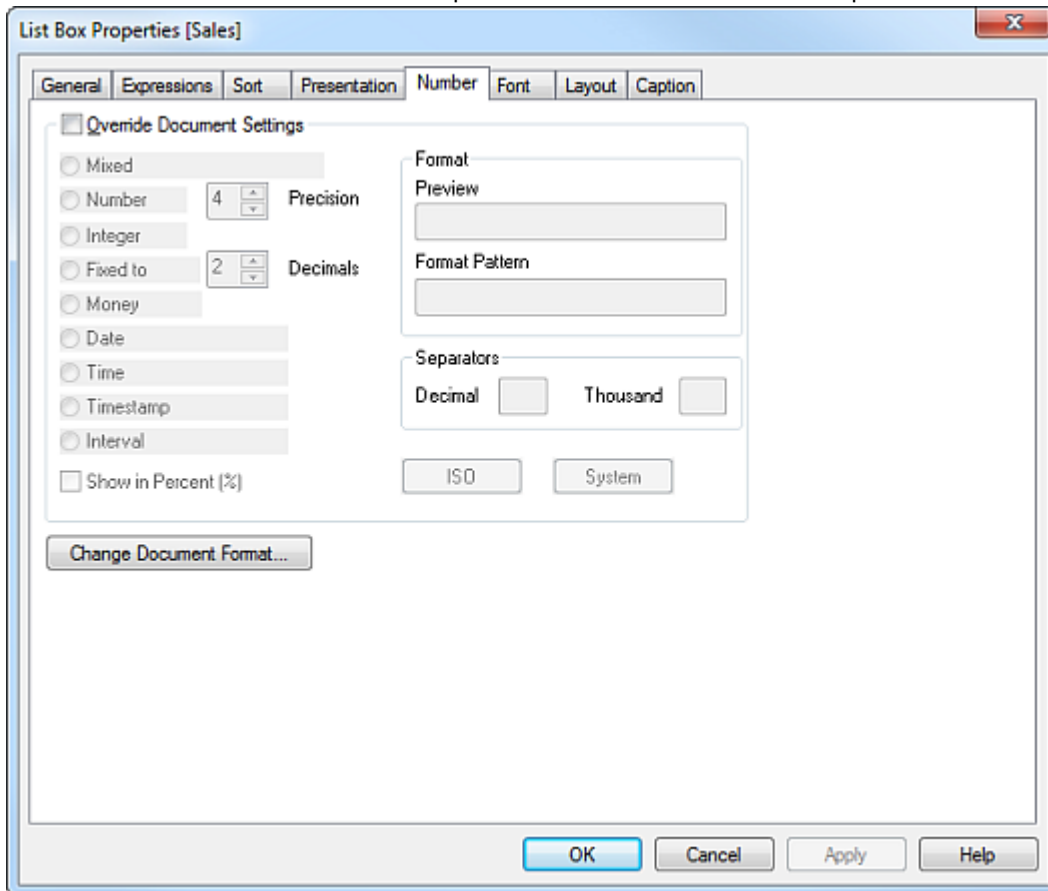 List Box Properties [Sales]
General Expressions Sort Presentation Number Font Layout Caption
Override Document Settings
Mixed
Number 4 Precision
Integer
Fixed to 2 Decimals
Money
Date
Time
Timestamp
Interval
Show in Percent (%)
Format
Preview
Format Pattern
Separators
Decimal Thousand
ISO System
Change Document Format...
OK Cancel Apply Help